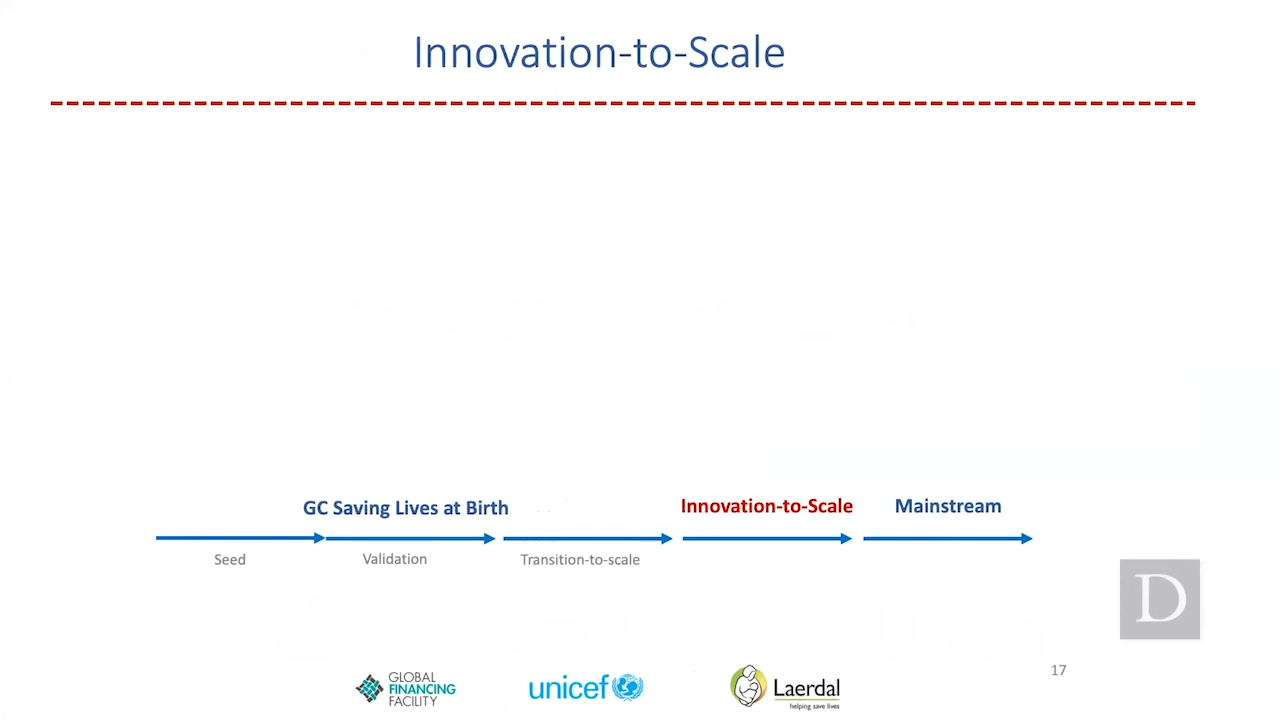 Innovation-to-Scale
GC Saving Lives at Birth
Innovation-to-Scale
Mainstream
Seed
Validation
Transition-to-scale
D
GLOBAL
FINANCING
FACILITY
unicef
Laerdal
helping save lives
17